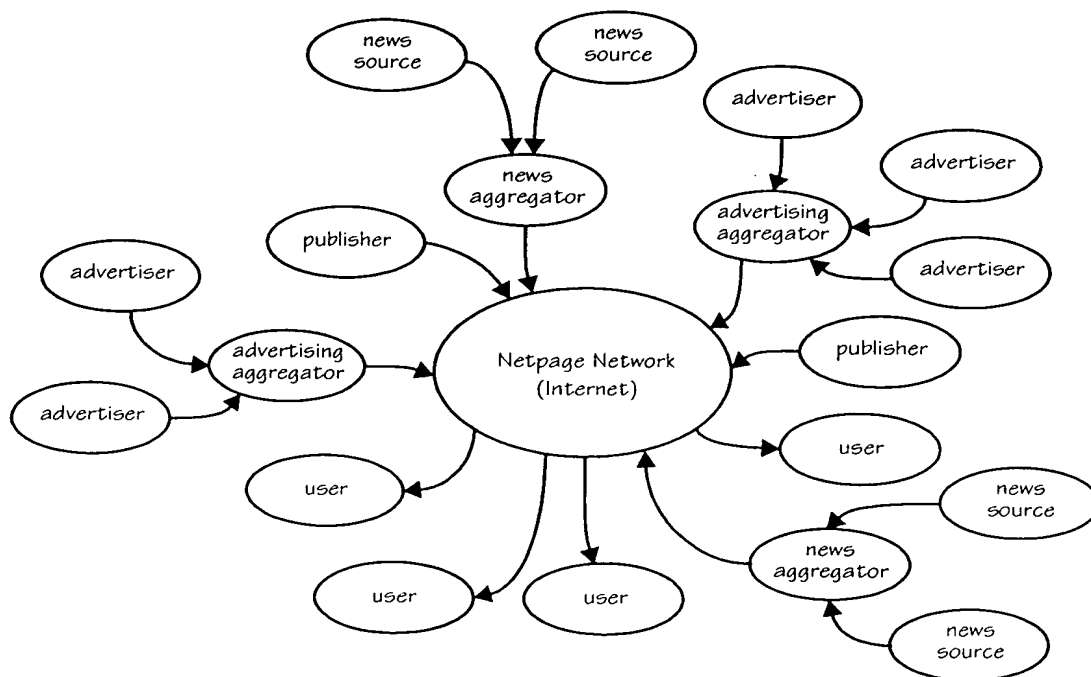 news
source
news
source
advertiser
advertiser
news
aggregator
advertising
aggregator
publisher
advertiser
advertiser
advertising
aggregator
Netpage Network
(Internet)
publisher
advertiser
user
user
news
source
news
aggregator
user
user
news
source